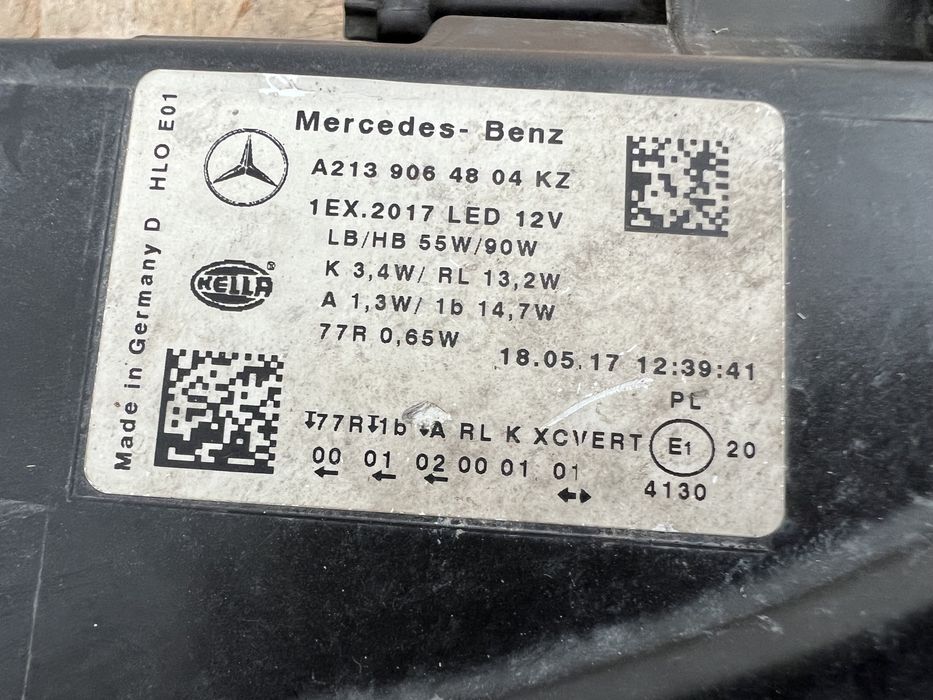 Mercedes- Benz
A213 906 48 04 KZ
1EX.2017 LED 12V
LB/HB 55W/90W
K 3,4W/ RL 13,2W
A 1,3W/ 1b 14,7W
77R 0,65W
18.05.17 12:39:41
PL
77R 1b A RL K XCVERT E1 20
00 01 02 00 01 01
4130
HELLA®
Made in Germany D HLO E01